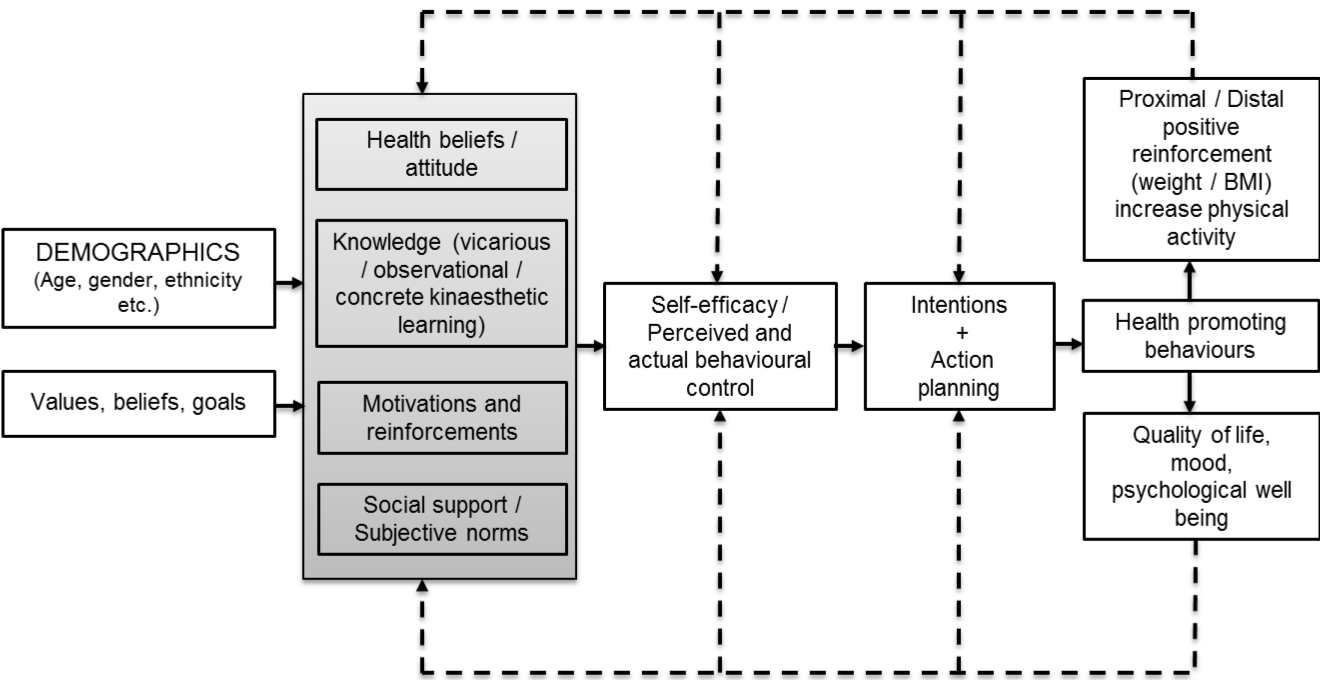 DEMOGRAPHICS
(Age, gender, ethnicity
etc.)
Values, beliefs, goals
Health beliefs /
attitude
Knowledge (vicarious
/ observational /
concrete kinaesthetic
learning)
Motivations and
reinforcements
Social support /
Subjective norms
Self-efficacy /
Perceived and
actual behavioural
control
Intentions
+
Action
planning
Proximal / Distal
positive
reinforcement
(weight / BMI)
increase physical
activity
Health promoting
behaviours
Quality of life,
mood,
psychological well
being